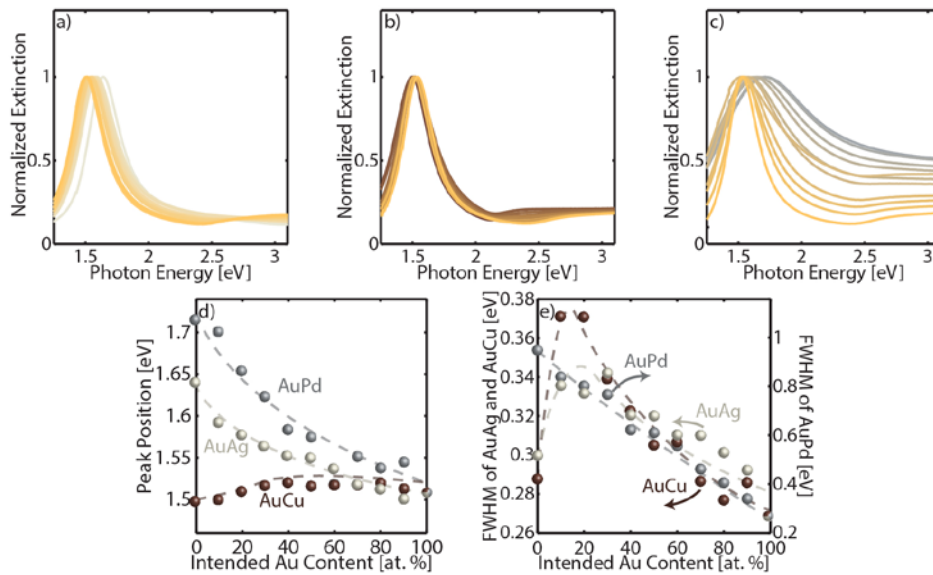 a)
Normalized Extinction
1
0.5
0
1.5
2
2.5
3
Photon Energy [eV]
b)
Normalized Extinction
1
0.5
0
1.5
2
2.5
3
Photon Energy [eV]
c)
Normalized Extinction
1
0.5
0
1.5
2
2.5
3
Photon Energy [eV]
d)
Peak Position [eV]
1.7
1.65
1.6
1.55
1.5
AuPd
AuAg
AuCu
0
20
40
60
80
100
Intended Au Content [at. %]
e)
FWHM of AuAg and AuCu [eV]
0.38
0.36
0.34
0.32
0.3
0.28
0.26
AuPd
AuAg
AuCu
1
0.8
0.6
0.4
0.2
FWHM of AuPd [eV]
0
20
40
60
80
100
Intended Au Content [at. %]